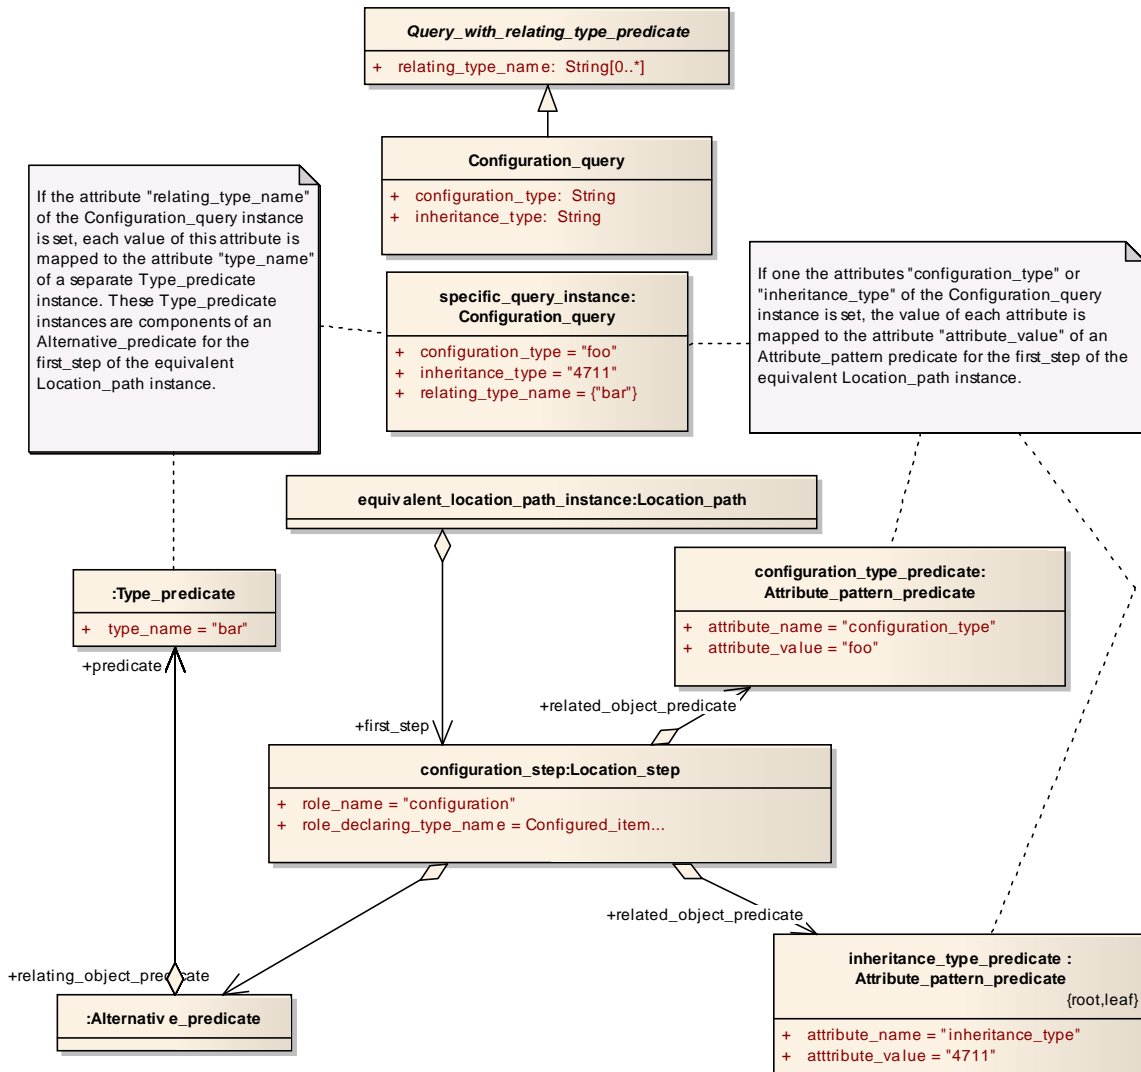 Query_with_relating_type_predicate
+ relating_type_name: String[0..*]
Configuration_query
+ configuration_type: String
+ inheritance_type: String
If the attribute "relating_type_name"
of the Configuration_query instance
is set, each value of this attribute is
mapped to the attribute "type_name"
of a separate Type_predicate
instance. These Type_predicate
instances are components of an
Alternative_predicate for the
first_step of the equivalent
Location_path instance.
specific_query_instance:
Configuration_query
+ configuration_type = "foo"
+ inheritance_type = "4711"
+ relating_type_name = {"bar"}
If one the attributes "configuration_type" or
"inheritance_type" of the Configuration_query
instance is set, the value of each attribute is
mapped to the attribute "attribute_value" of an
Attribute_pattern predicate for the first_step of the
equivalent Location_path instance.
equivalent_location_path_instance:Location_path
:Type_predicate
+ type_name = "bar"
+predicate
configuration_type_predicate:
Attribute_pattern_predicate
+ attribute_name = "configuration_type"
+ attribute_value = "foo"
+related_object_predicate
+first_step
configuration_step:Location_step
+ role_name = "configuration"
+ role_declaring_type_name = Configured_item...
+related_object_predicate
+relating_object_predicate
:Alternativ e_predicate
inheritance_type_predicate :
Attribute_pattern_predicate
{root,leaf}
+ attribute_name = "inheritance_type"
+ atttribute_value = "4711"